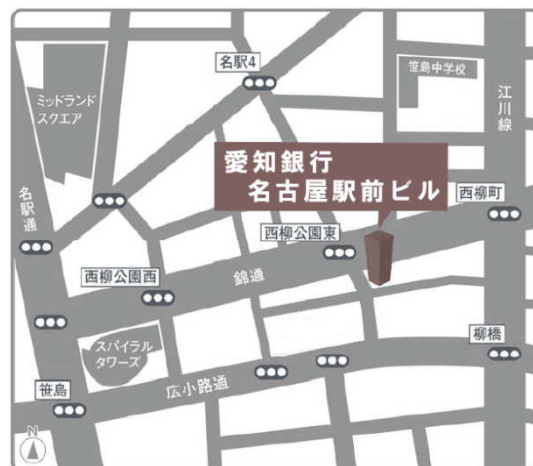 名駅4
笹島中学校
ミッドランド
スクエア
江川線
愛知銀行
名古屋駅前ビル
西柳町
名駅通
西柳公園東
西柳公園西
錦通
スパイラル
タワーズ
柳橋
笹島
広小路通
N